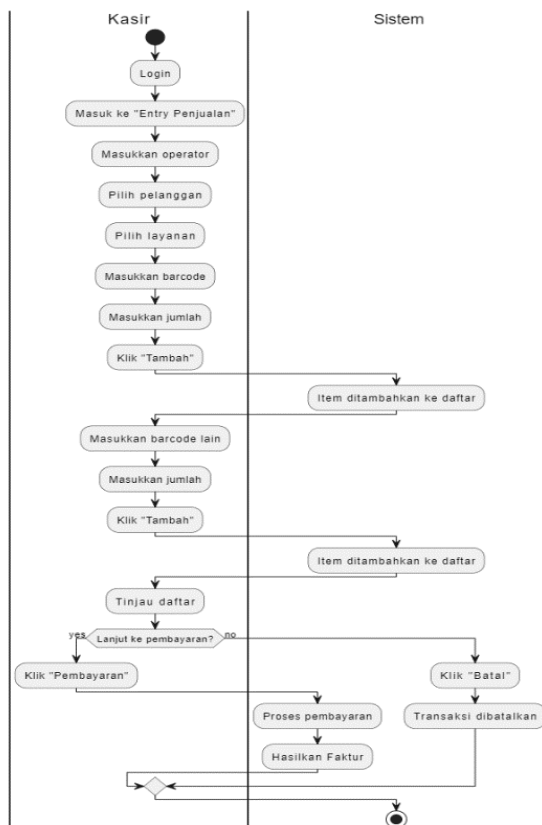 Kasir
Sistem
Login
Masuk ke "Entry Penjualan"
Masukkan operator
Pilih pelanggan
Pilih layanan
Masukkan barcode
Masukkan jumlah
Klik "Tambah"
Item ditambahkan ke daftar
Masukkan barcode lain
Masukkan jumlah
Klik "Tambah"
Item ditambahkan ke daftar
Tinjau daftar
yes
Lanjut ke pembayaran?
no
Klik "Pembayaran"
Klik "Batal"
Proses pembayaran
Transaksi dibatalkan
Hasilkan Faktur